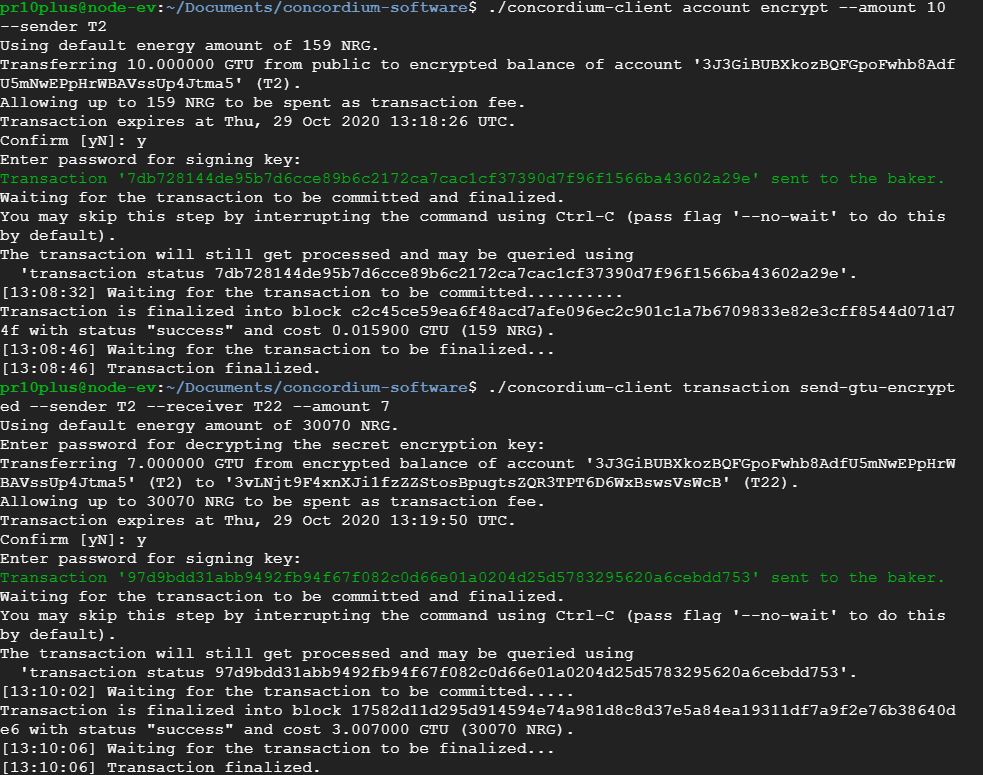 pr10plus@node-ev:~/Documents/concordium-software$ ./concordium-client account encrypt --amount 10
--sender T2
Using default energy amount of 159 NRG.
Transferring 10.000000 GTU from public to encrypted balance of account '3J3GiBUBXkozBQFGpoFwhb8Adf
U5mNwEPpHrWBAVssUp4Jtma5' (T2).
Allowing up to 159 NRG to be spent as transaction fee.
Transaction expires at Thu, 29 Oct 2020 13:18:26 UTC.
Confirm [yN]: y
Enter password for signing key:
Transaction '7db728144de95b7d6cce89b6c2172ca7cac1cf37390d7f96f1566ba43602a29e' sent to the baker.
Waiting for the transaction to be committed and finalized.
You may skip this step by interrupting the command using Ctrl-C (pass flag '--no-wait' to do this
by default).
The transaction will still get processed and may be queried using
  'transaction status 7db728144de95b7d6cce89b6c2172ca7cac1cf37390d7f96f1566ba43602a29e'.
[13:08:32] Waiting for the transaction to be committed..........
Transaction is finalized into block c2c45ce59ea6f48acd7afe096ec2c901c1a7b6709833e82e3cff8544d071d7
4f with status "success" and cost 0.015900 GTU (159 NRG).
[13:08:46] Waiting for the transaction to be finalized...
[13:08:46] Transaction finalized.
pr10plus@node-ev:~/Documents/concordium-software$ ./concordium-client transaction send-gtu-encrypt
ed --sender T2 --receiver T22 --amount 7
Using default energy amount of 30070 NRG.
Enter password for decrypting the secret encryption key:
Transferring 7.000000 GTU from encrypted balance of account '3J3GiBUBXkozBQFGpoFwhb8AdfU5mNwEPpHrW
BAVssUp4Jtma5' (T2) to '3vLNjt9F4xnXJi1fzZZStosBpugtsZQR3TPT6D6WxBswsVsWcB' (T22).
Allowing up to 30070 NRG to be spent as transaction fee.
Transaction expires at Thu, 29 Oct 2020 13:19:50 UTC.
Confirm [yN]: y
Enter password for signing key:
Transaction '97d9bdd31abb9492fb94f67f082c0d66e01a0204d25d5783295620a6cebdd753' sent to the baker.
Waiting for the transaction to be committed and finalized.
You may skip this step by interrupting the command using Ctrl-C (pass flag '--no-wait' to do this
by default).
The transaction will still get processed and may be queried using
  'transaction status 97d9bdd31abb9492fb94f67f082c0d66e01a0204d25d5783295620a6cebdd753'.
[13:10:02] Waiting for the transaction to be committed.....
Transaction is finalized into block 17582d11d295d914594e74a981d8c8d37e5a84ea19311df7a9f2e76b38640d
e6 with status "success" and cost 3.007000 GTU (30070 NRG).
[13:10:06] Waiting for the transaction to be finalized...
[13:10:06] Transaction finalized.